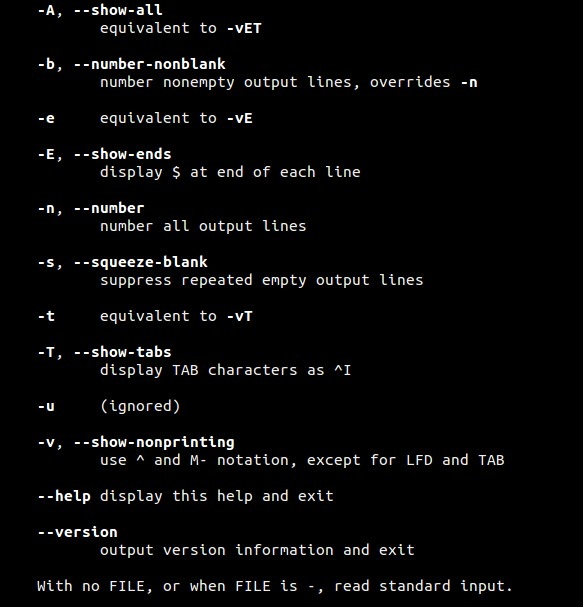 -A, --show-all
equivalent to -vET
-b, --number-nonblank
number nonempty output lines, overrides -n
-e equivalent to -vE
-E, --show-ends
display $ at end of each line
-n, --number
number all output lines
-s, --squeeze-blank
suppress repeated empty output lines
-t equivalent to -vT
-T, --show-tabs
display TAB characters as ^I
-u (ignored)
-v, --show-nonprinting
use ^ and M- notation, except for LFD and TAB
--help display this help and exit
--version
output version information and exit
With no FILE, or when FILE is -, read standard input.